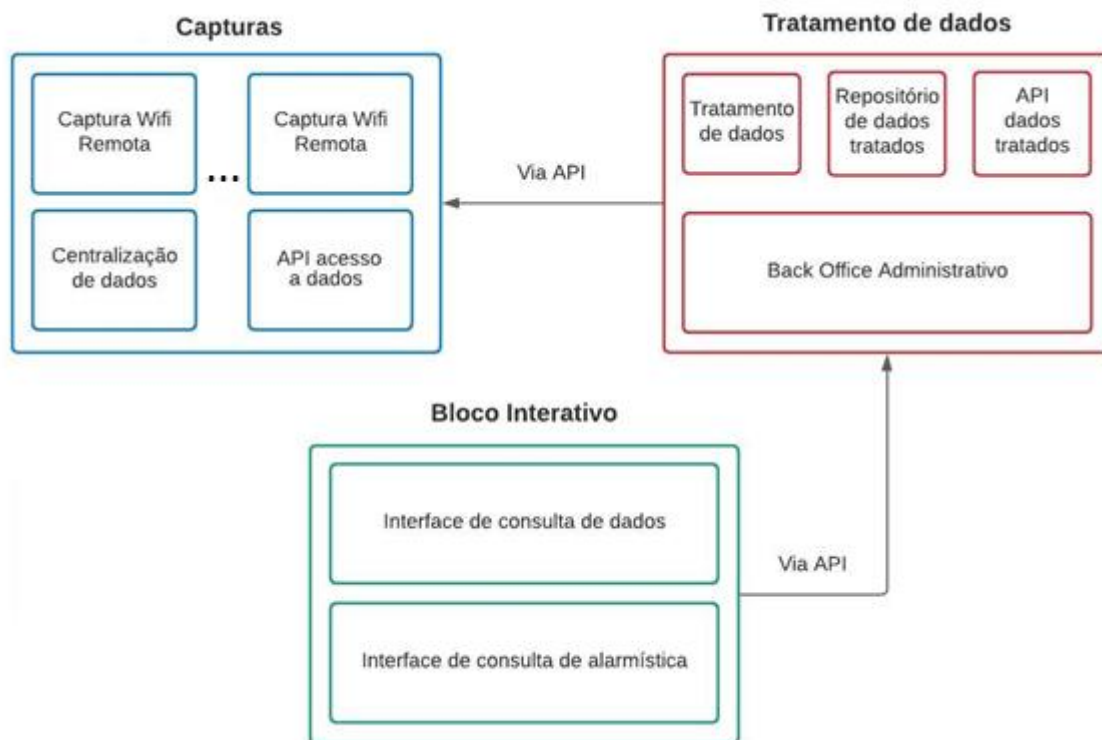 Capturas
Captura Wifi
Remota
...
Captura Wifi
Remota
Centralização
de dados
API acesso
a dados
Via API
Tratamento de dados
Tratamento
de dados
Repositório
de dados
tratados
API
dados
tratados
Back Office Administrativo
Bloco Interativo
Interface de consulta de dados
Interface de consulta de alarmística
Via API